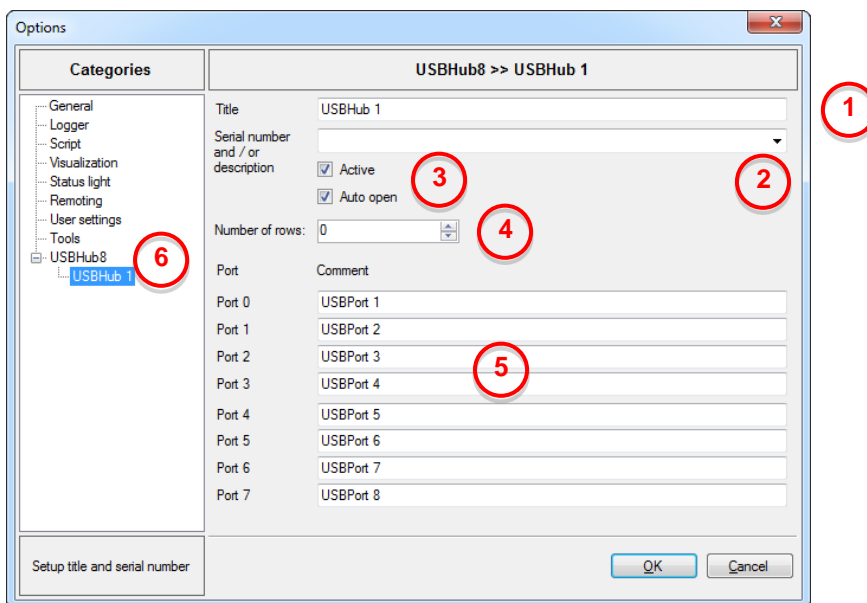 Options
Categories
USBHub8 >> USBHub 1
General
Logger
Script
Visualization
Status light
Remoting
User settings
Tools
USBHub8
USBHub 1
6
Title
USBHub 1
1
Serial number
and / or
description
2
Active
Auto open
3
Number of rows:
0
4
Port
Comment
Port 0
USBPort 1
Port 1
USBPort 2
Port 2
USBPort 3
5
Port 3
USBPort 4
Port 4
USBPort 5
Port 5
USBPort 6
Port 6
USBPort 7
Port 7
USBPort 8
Setup title and serial number
OK
Cancel